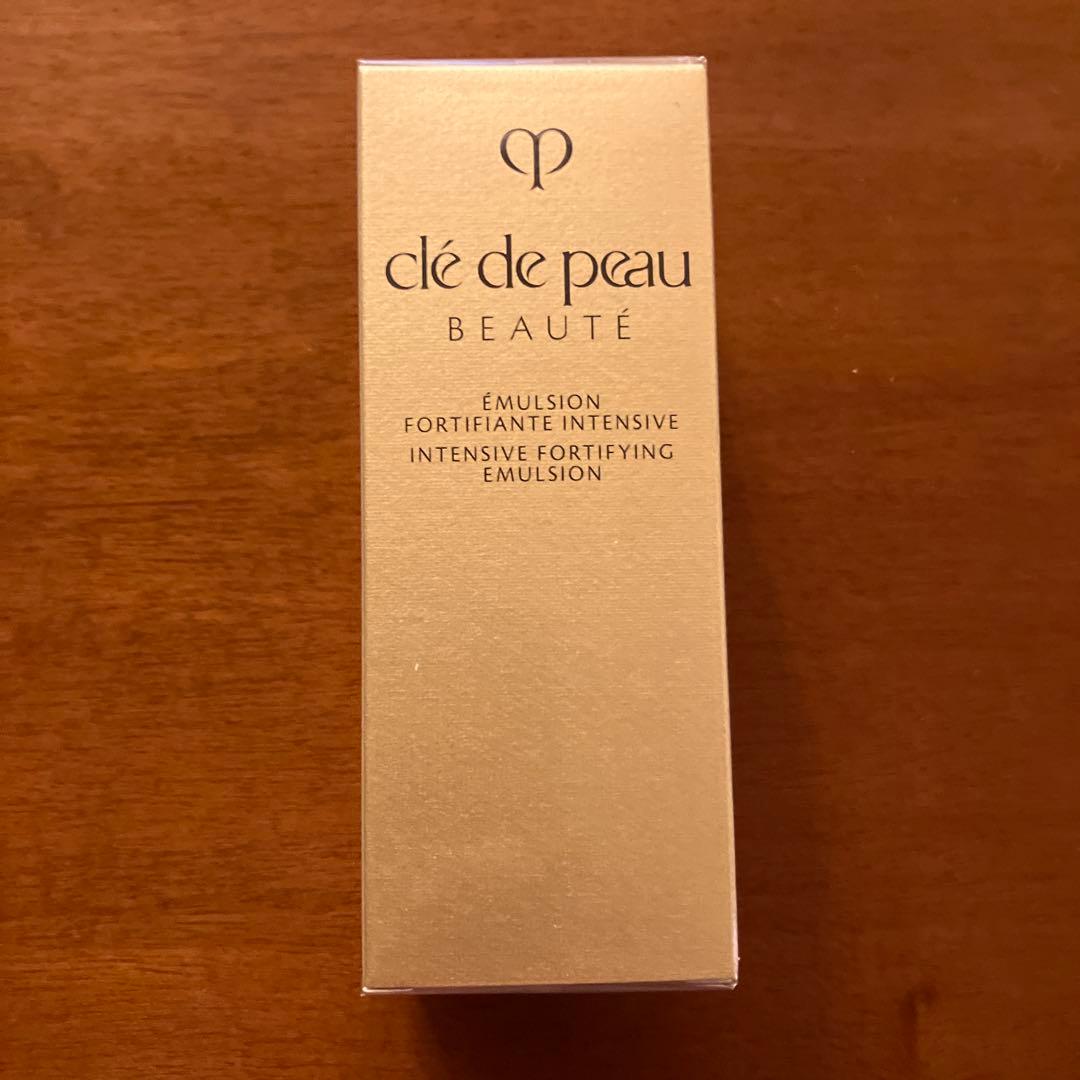 clé de peau
BEAUTÉ
ÉMULSION
FORTIFIANTE INTENSIVE
INTENSIVE FORTIFYING
EMULSION